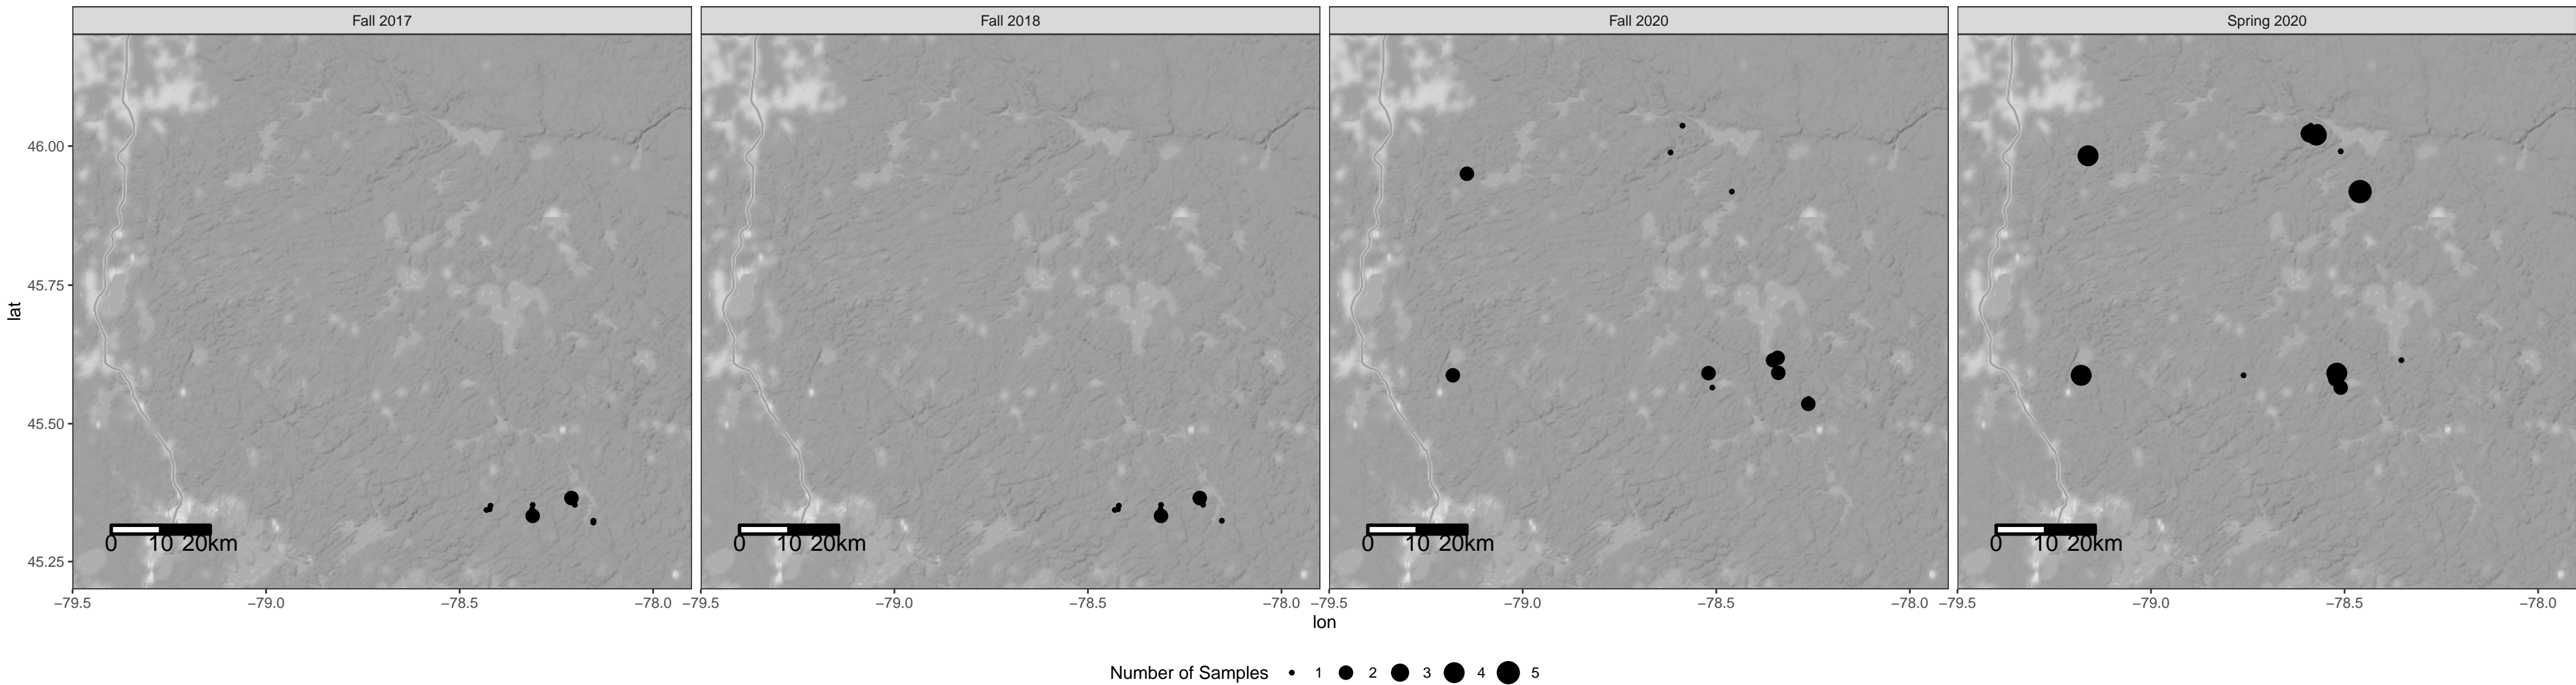 Fall 2017 Fall 2018 Fall 2020 Spring 2020
lat
46.00
45.75
45.50
45.25
0 10 20km 0 10 20km 0 10 20km 0 10 20km
−79.5 −79.0 −78.5 −78.0 −79.5 −79.0 −78.5 −78.0 −79.5 −79.0 −78.5 −78.0 −79.5 −79.0 −78.5 −78.0
lon
Number of Samples 1 2 3 4 5